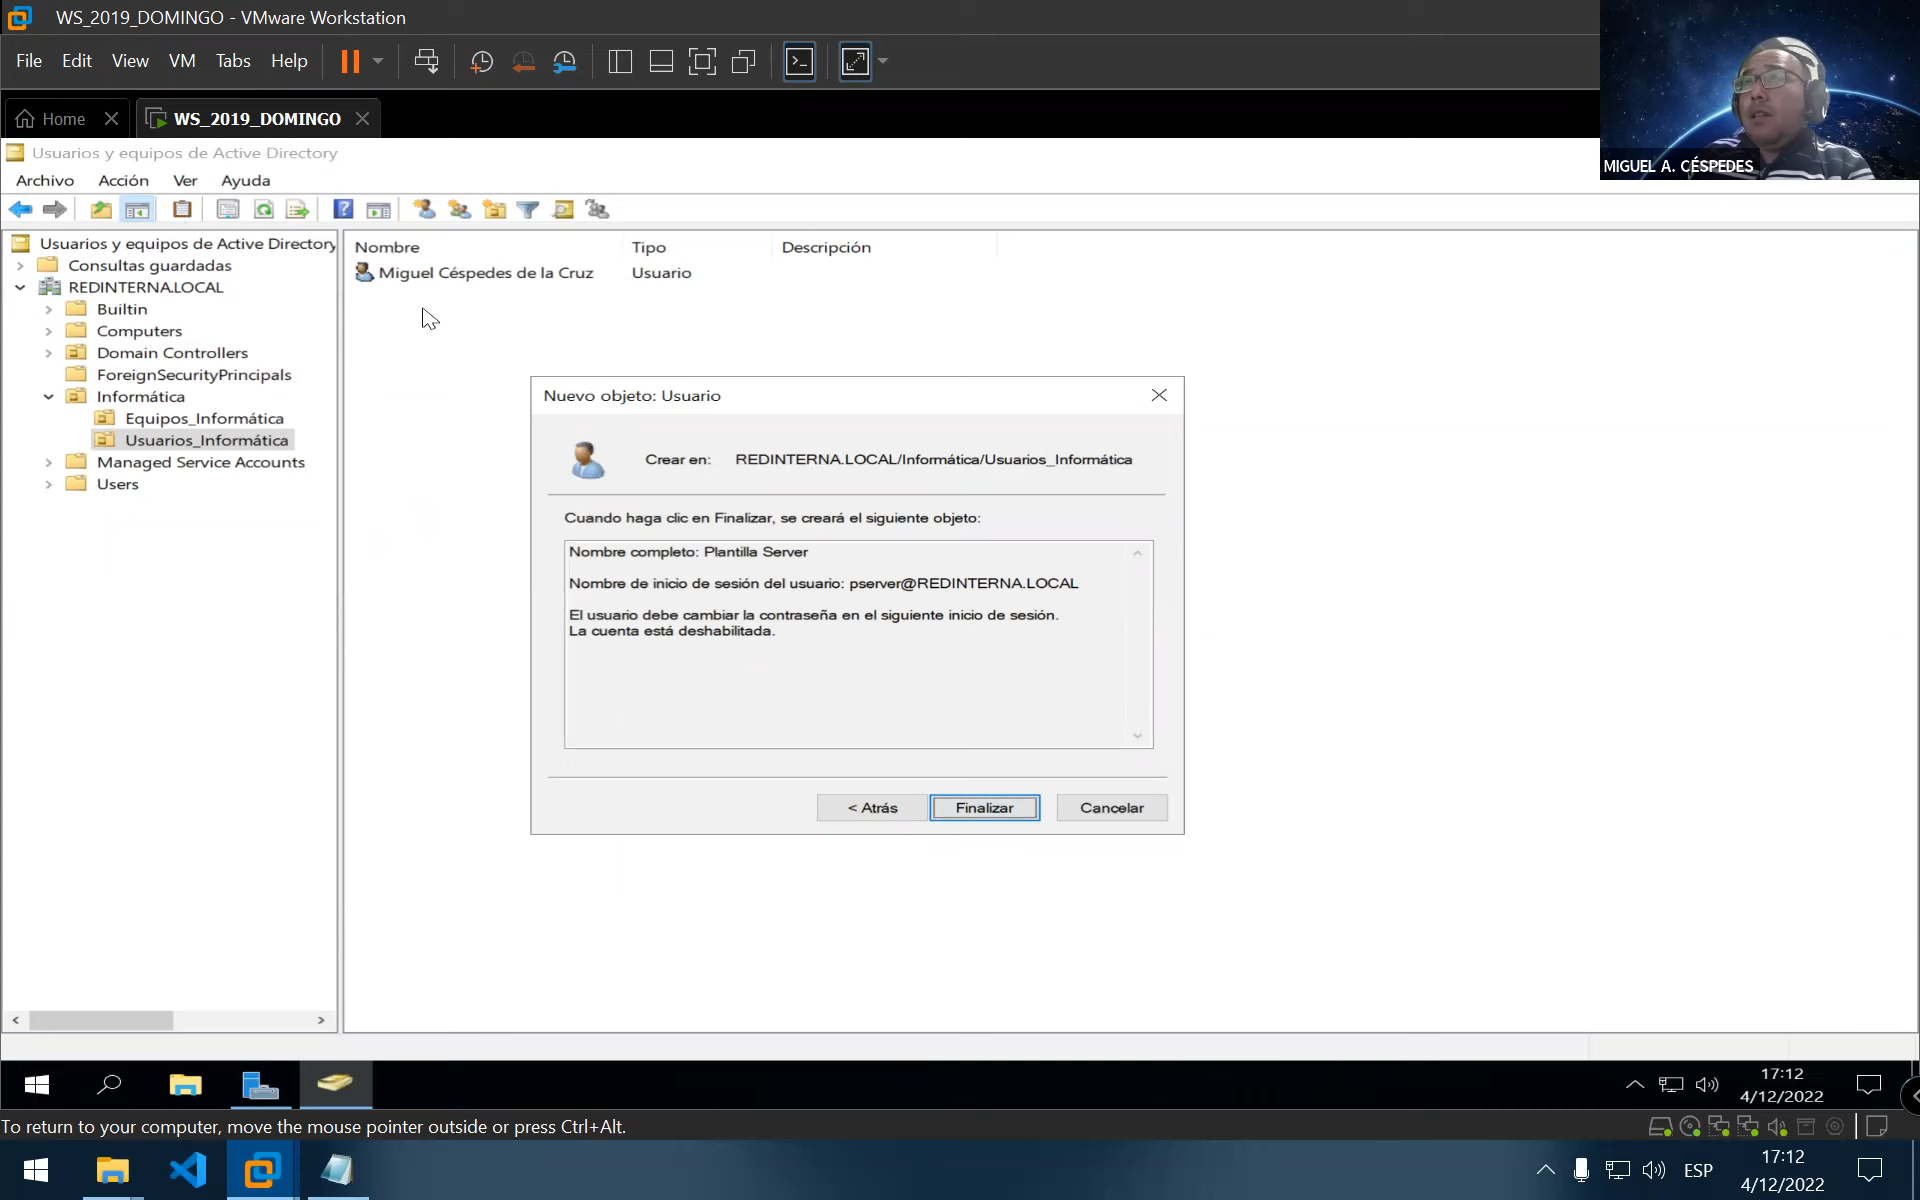 WS_2019_DOMINGO - VMware Workstation
File Edit View VM Tabs Help
Home WS_2019_DOMINGO
MIGUEL A. CÉSPEDES
Usuarios y equipos de Active Directory
Archivo Acción Ver Ayuda
Usuarios y equipos de Active Directory
Consultas guardadas
REDINTERNA.LOCAL
Builtin
Computers
Domain Controllers
ForeignSecurityPrincipals
Informática
Equipos_Informática
Usuarios_Informática
Managed Service Accounts
Users
Nombre Tipo Descripción
Miguel Céspedes de la Cruz Usuario
Nuevo objeto: Usuario
Crear en: REDINTERNA.LOCAL/Informática/Usuarios_Informática
Cuando haga clic en Finalizar, se creará el siguiente objeto:
Nombre completo: Plantilla Server
Nombre de inicio de sesión del usuario: pserver@REDINTERNA.LOCAL
El usuario debe cambiar la contraseña en el siguiente inicio de sesión.
La cuenta está deshabilitada.
< Atrás Finalizar Cancelar
17:12
4/12/2022
To return to your computer, move the mouse pointer outside or press Ctrl+Alt.
ESP
17:12
4/12/2022